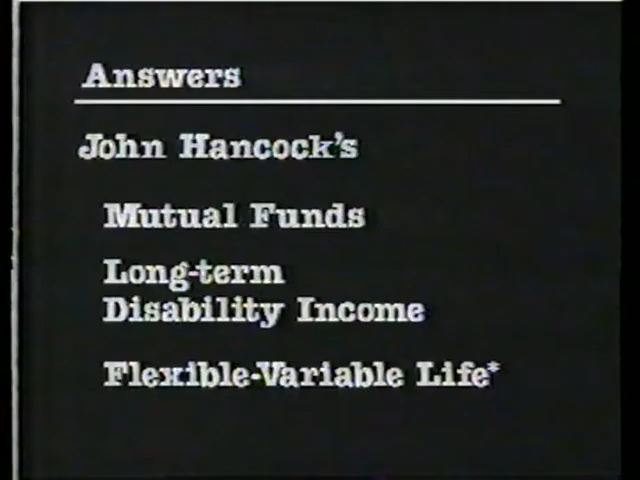 Answers
John Hancock's
Mutual Funds
Long-term
Disability Income
Flexible-Variable Life*